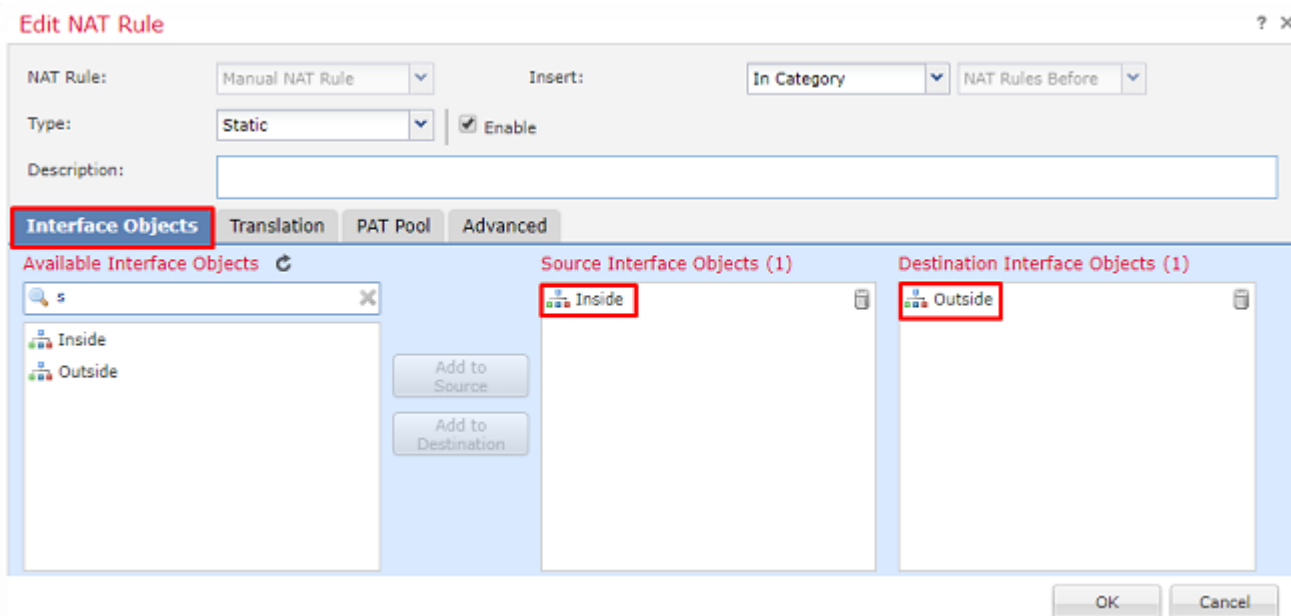 Edit NAT Rule ? X
NAT Rule: Manual NAT Rule Insert: In Category NAT Rules Before
Type: Static Enable
Description:
Interface Objects Translation PAT Pool Advanced
Available Interface Objects Source Interface Objects (1) Destination Interface Objects (1)
s Inside Outside
Inside
Outside
Add to
Source
Add to
Destination
OK Cancel